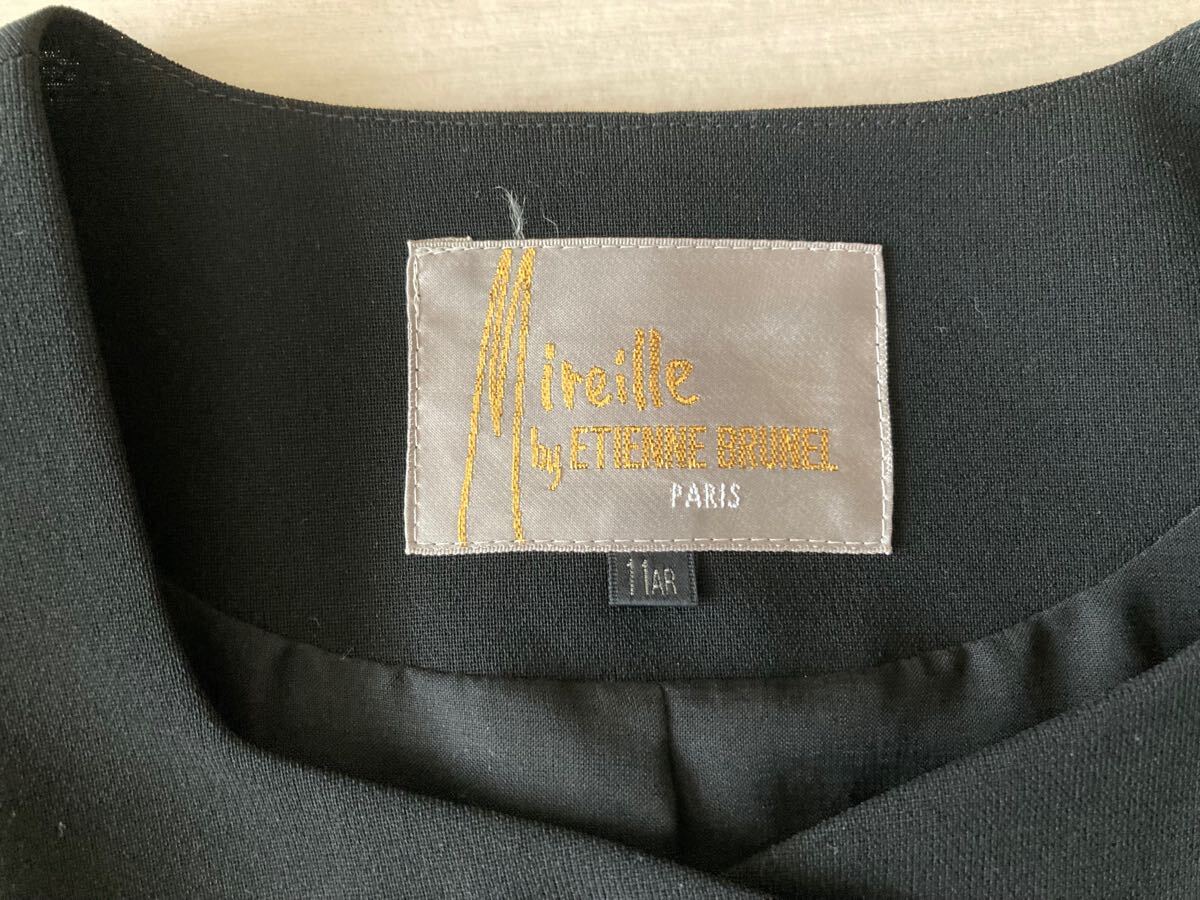 Mireille
by ETIENNE BRUNEL
PARIS
11AR